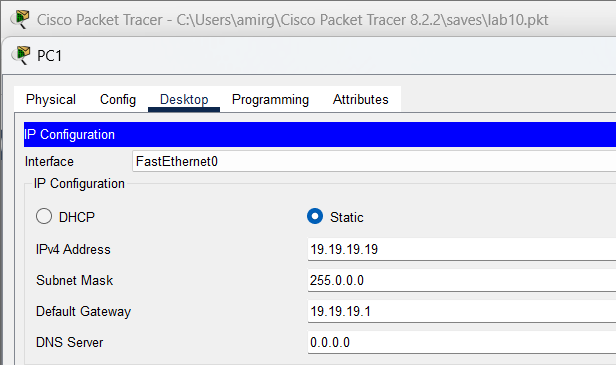 Cisco Packet Tracer - C:\Users\amirg\Cisco Packet Tracer 8.2.2\saves\lab10.pkt
PC1
Physical Config Desktop Programming Attributes
IP Configuration
Interface FastEthernet0
IP Configuration
DHCP Static
IPv4 Address 19.19.19.19
Subnet Mask 255.0.0.0
Default Gateway 19.19.19.1
DNS Server 0.0.0.0